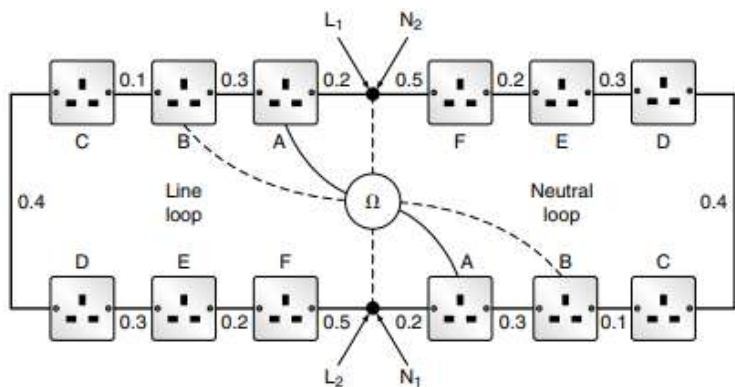 L1 N2
0.1 0.3 0.2 0.5 0.2 0.3
C B A F E D
0.4 Line loop Ω Neutral loop 0.4
D E F A B C
0.3 0.2 0.5 0.2 0.3 0.1
L2 N1